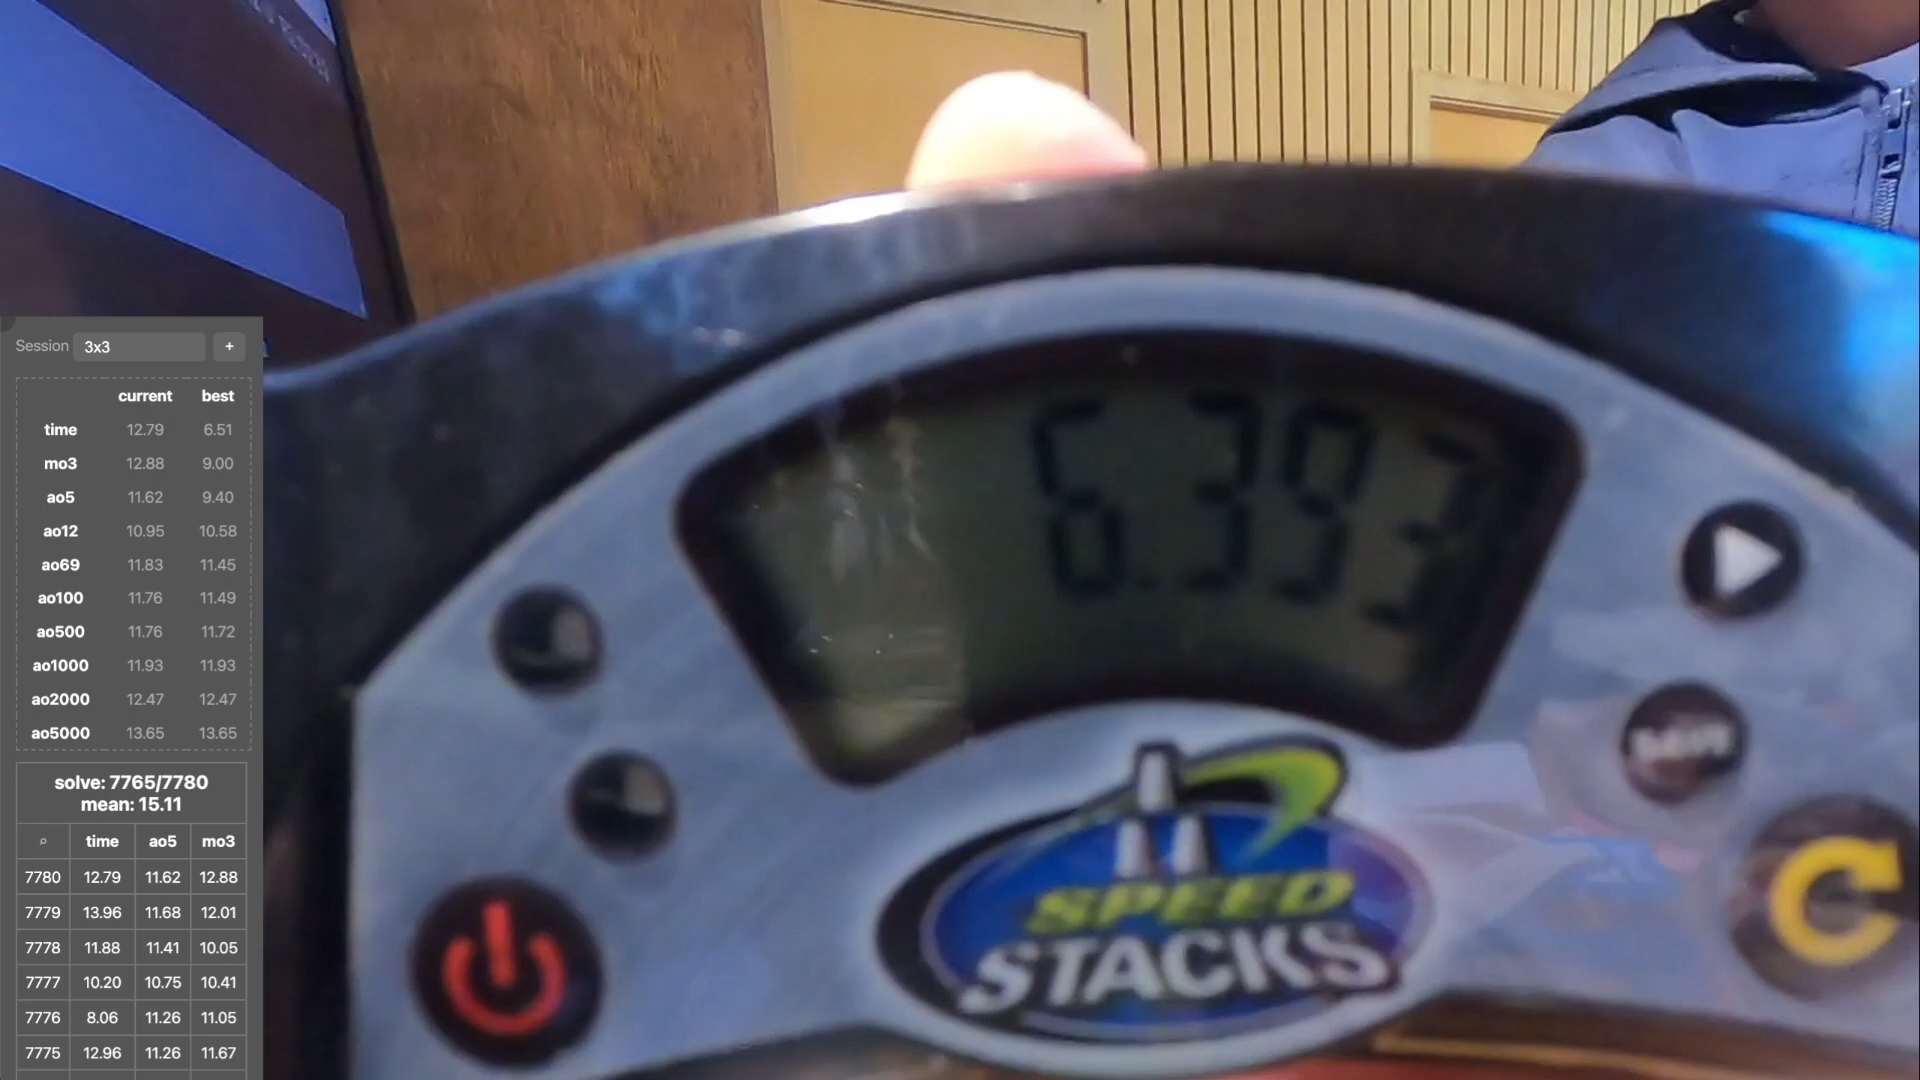 Session 3x3 +
current best
time 12.79 6.51
mo3 12.88 9.00
ao5 11.62 9.40
ao12 10.95 10.58
ao69 11.83 11.45
ao100 11.76 11.49
ao500 11.76 11.72
ao1000 11.93 11.93
ao2000 12.47 12.47
ao5000 13.65 13.65
solve: 7765/7780
mean: 15.11
time ao5 mo3
7780 12.79 11.62 12.88
7779 13.96 11.68 12.01
7778 11.88 11.41 10.05
7777 10.20 10.75 10.41
7776 8.06 11.26 11.05
7775 12.96 11.26 11.67
6.393
SPEED
STACKS